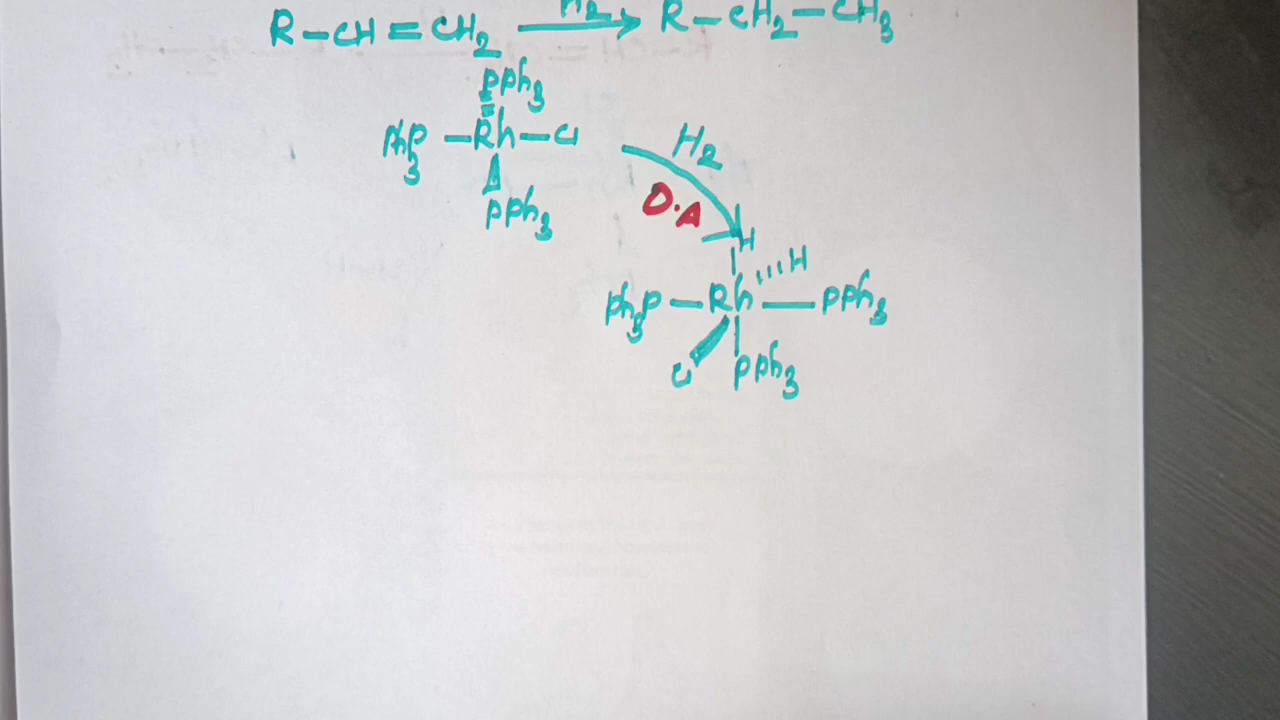 R-CH=CH2 H2 → R-CH2-CH3
PPh3
Ph3P-Rh-Cl
PPh3
H2
O.A
H
H
Ph3P-Rh-PPh3
Cl PPh3